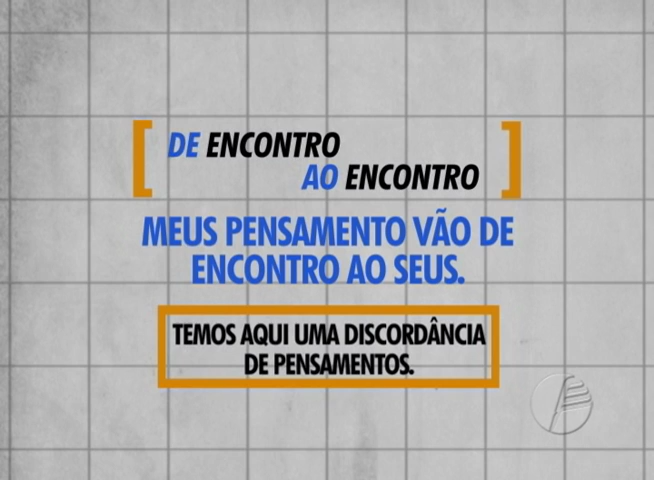 DE ENCONTRO
AO ENCONTRO
MEUS PENSAMENTO VÃO DE
ENCONTRO AO SEUS.
TEMOS AQUI UMA DISCORDÂNCIA
DE PENSAMENTOS.